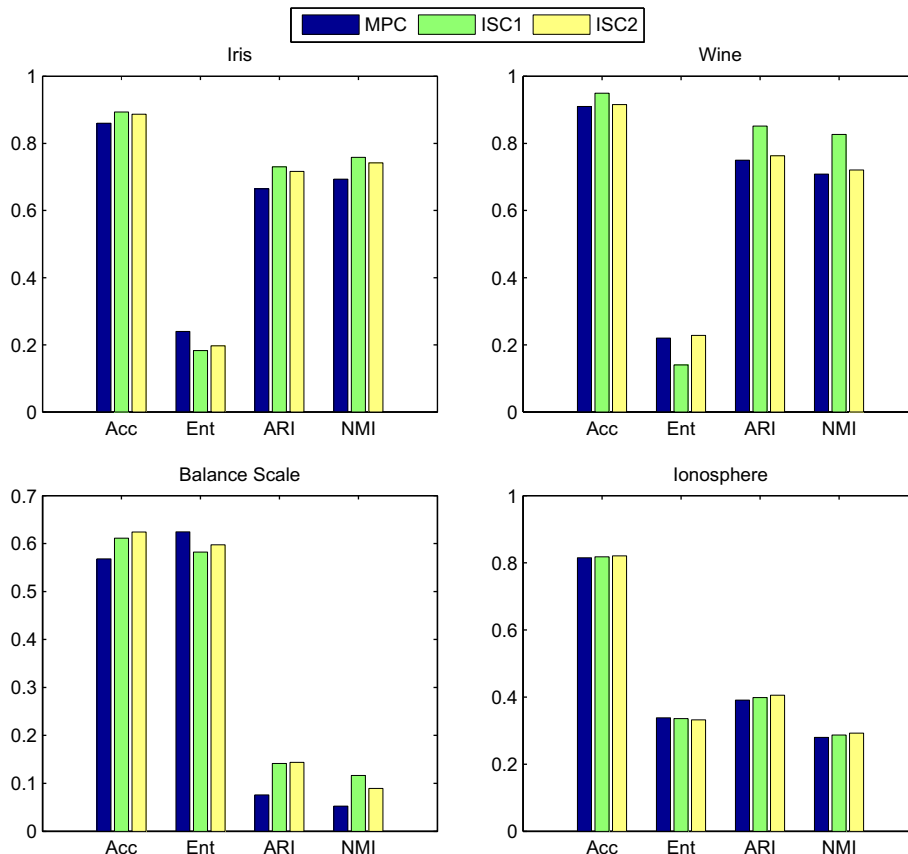 MPC ISC1 ISC2
Iris
1
0.8
0.6
0.4
0.2
0
Acc Ent ARI NMI
Wine
1
0.8
0.6
0.4
0.2
0
Acc Ent ARI NMI
Balance Scale
0.7
0.6
0.5
0.4
0.3
0.2
0.1
0
Acc Ent ARI NMI
Ionosphere
1
0.8
0.6
0.4
0.2
0
Acc Ent ARI NMI